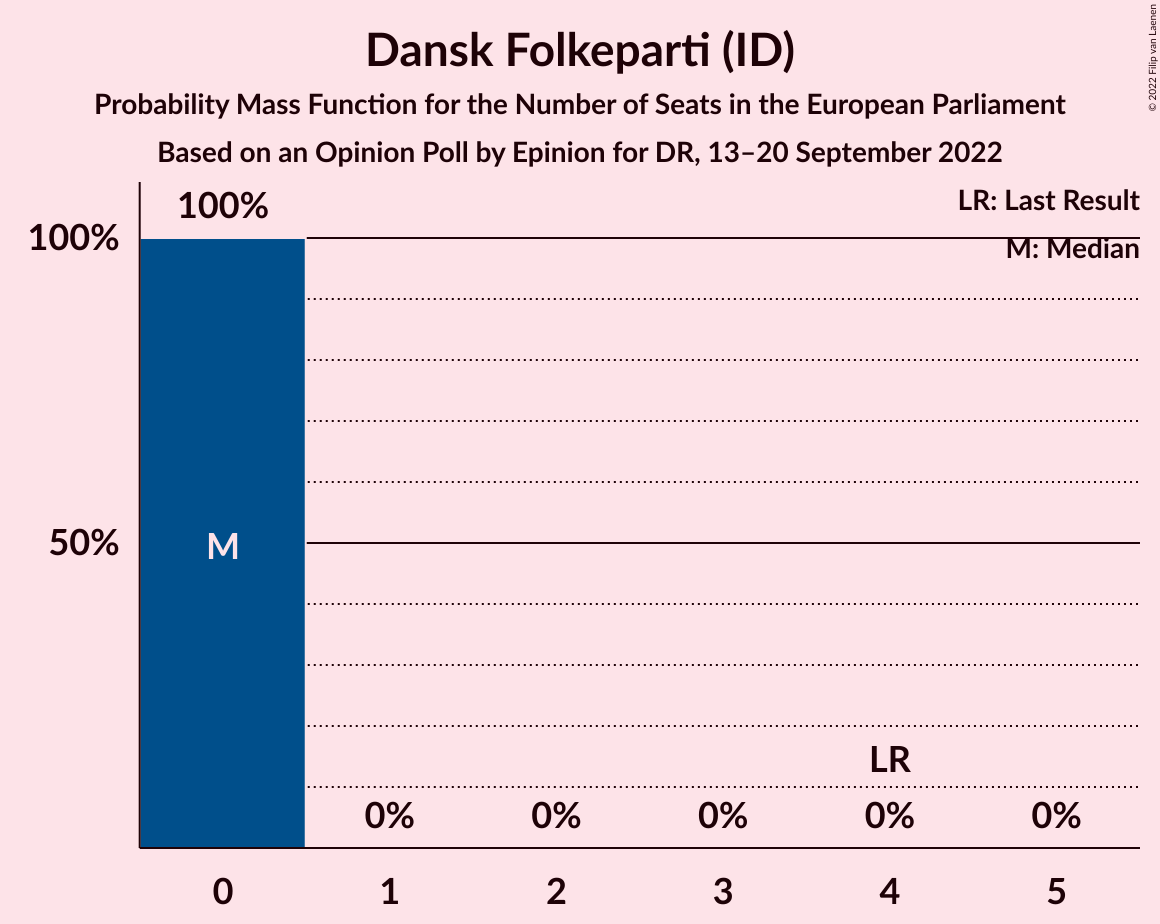 Dansk Folkeparti (ID)
Probability Mass Function for the Number of Seats in the European Parliament
Based on an Opinion Poll by Epinion for DR, 13–20 September 2022
© 2022 Filip van Laenen
LR: Last Result
M: Median
100%
100%
50%
M
LR
0%
0%
0%
0%
0%
0
1
2
3
4
5